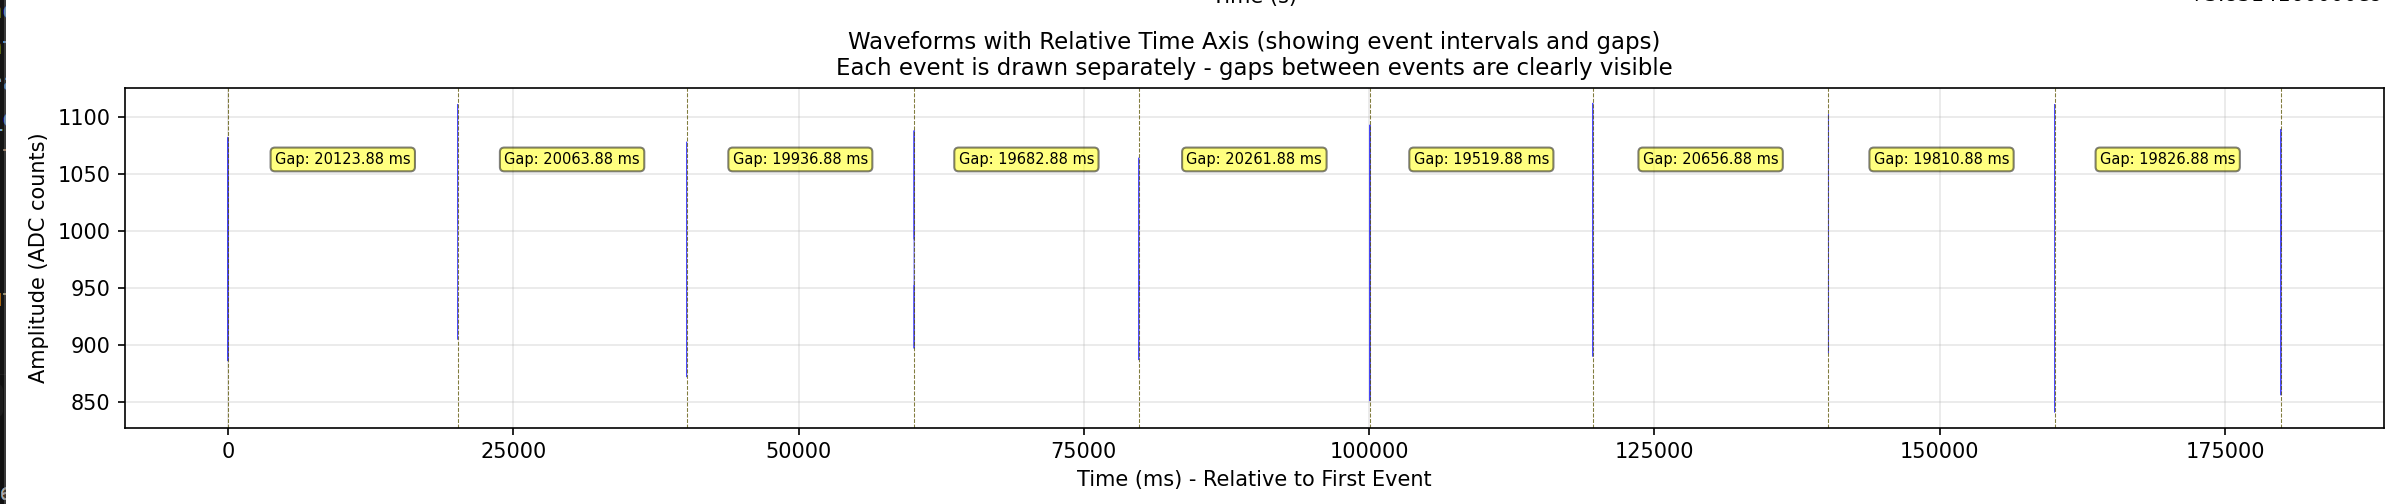 Time (s)
Waveforms with Relative Time Axis (showing event intervals and gaps)
Each event is drawn separately - gaps between events are clearly visible
Amplitude (ADC counts)
1100
1050
1000
950
900
850
Gap: 20123.88 ms
Gap: 20063.88 ms
Gap: 19936.88 ms
Gap: 19682.88 ms
Gap: 20261.88 ms
Gap: 19519.88 ms
Gap: 20656.88 ms
Gap: 19810.88 ms
Gap: 19826.88 ms
0
25000
50000
75000
100000
125000
150000
175000
Time (ms) - Relative to First Event